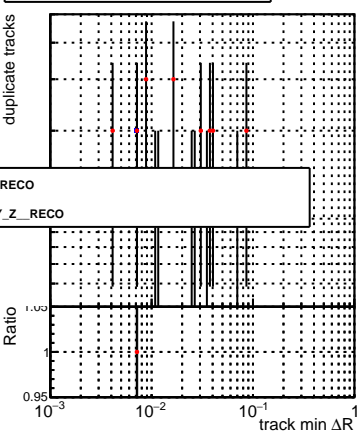 duplicate tracks
RECO
Y_Z__RECO
1.05
Ratio
1
0.95
10⁻³ 10⁻² 10⁻¹ 1
track min ΔR